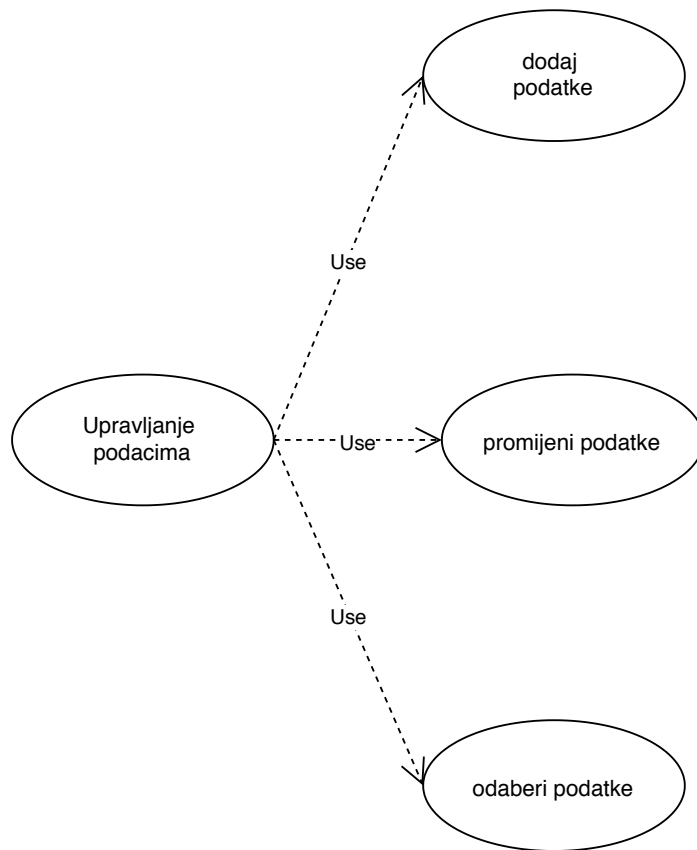 dodaj
podatke
Use
Upravljanje
podacima
Use
promijeni podatke
Use
odaberi podatke